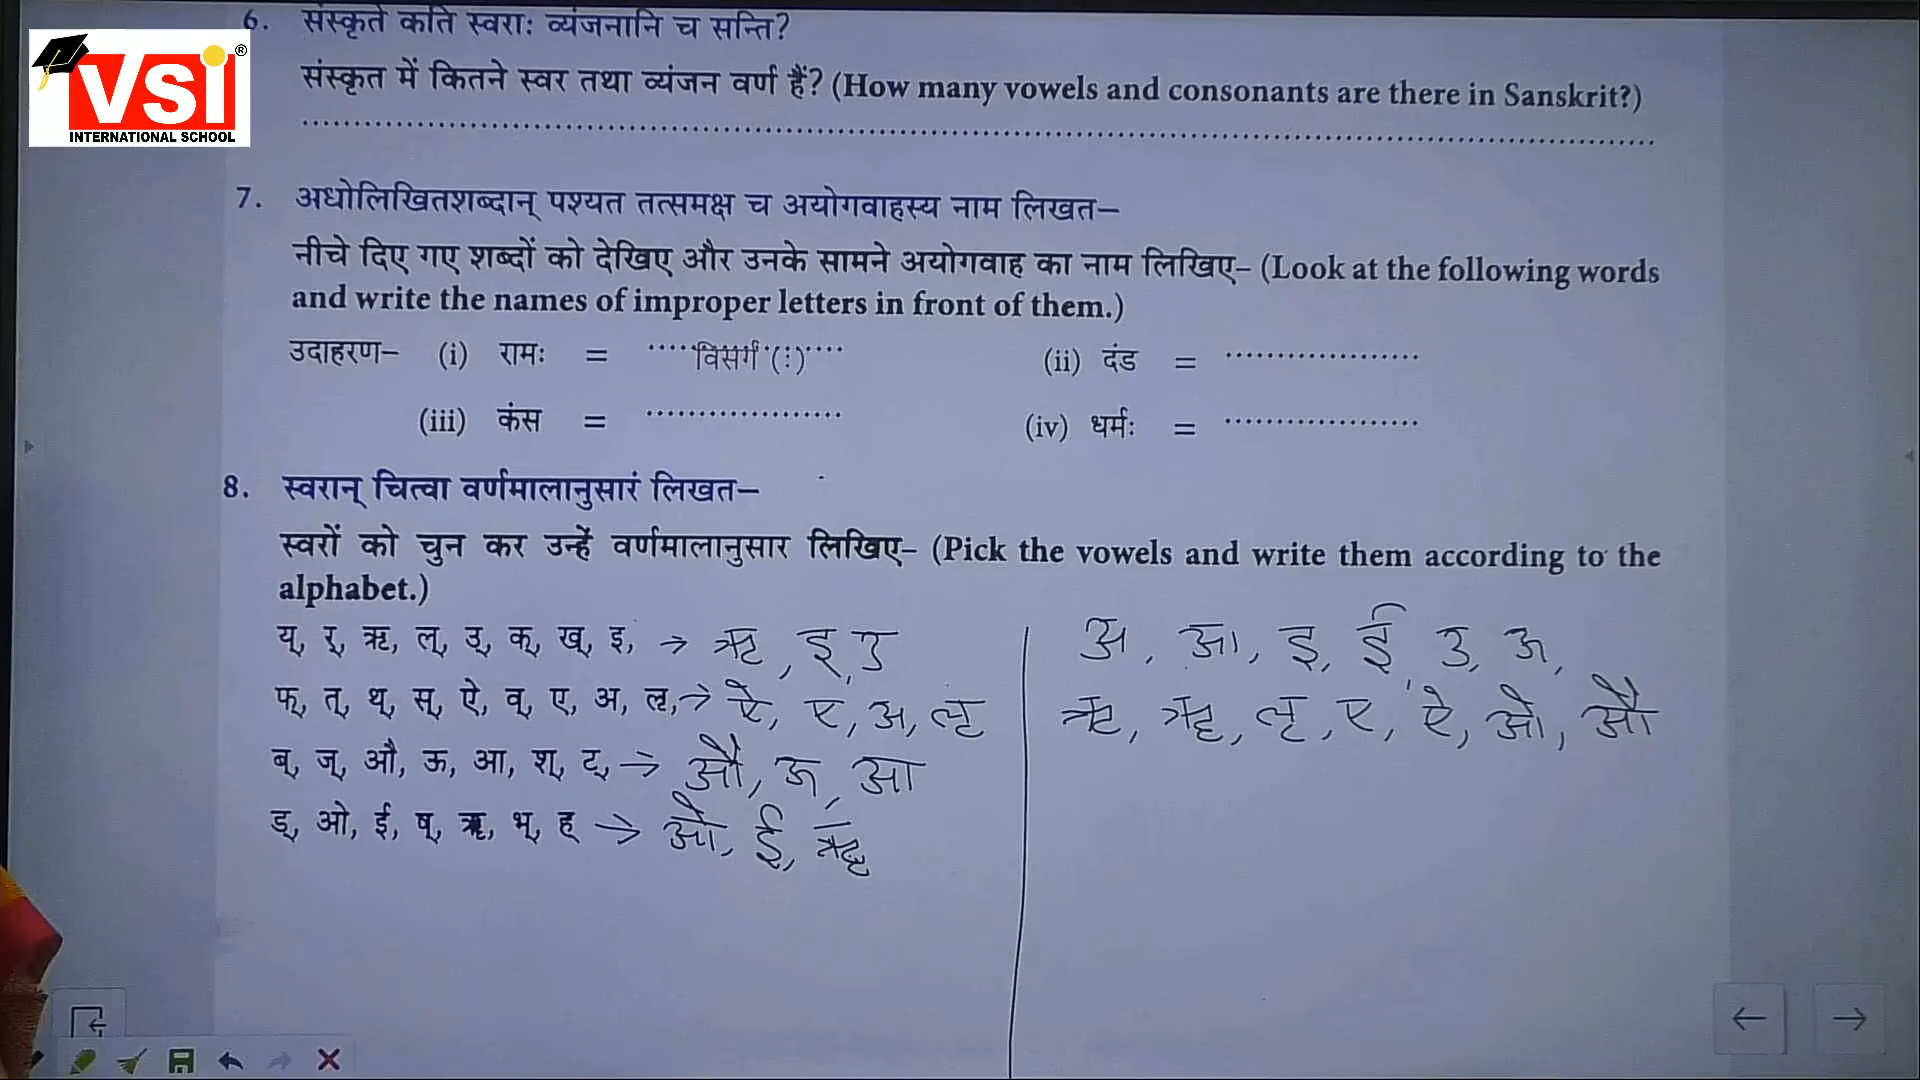 6. संस्कृते कति स्वराः व्यंजनानि च सन्ति?
VSI®
INTERNATIONAL SCHOOL
संस्कृत में कितने स्वर तथा व्यंजन वर्ण हैं? (How many vowels and consonants are there in Sanskrit?)
7. अधोलिखितशब्दान् पश्यत तत्समक्ष च अयोगवाहस्य नाम लिखत–
नीचे दिए गए शब्दों को देखिए और उनके सामने अयोगवाह का नाम लिखिए– (Look at the following words
and write the names of improper letters in front of them.)
उदाहरण– (i) रामः = विसर्ग (ः) (ii) दंड =
(iii) कंस = (iv) धर्मः =
8. स्वरान् चित्वा वर्णमालानुसारं लिखत–
स्वरों को चुन कर उन्हें वर्णमालानुसार लिखिए– (Pick the vowels and write them according to the
alphabet.)
य्, र्, ऋ, ल्, उ, क्, ख्, इ, → ऋ, इ, उ
अ, आ, इ, ई, उ, ऊ,
फ्, त्, थ्, स्, ऐ, व्, ए, अ, लृ, → ऐ, ए, अ, लृ
ऋ, ॠ, लृ, ए, ऐ, ओ, औ
ब्, ज्, औ, ऊ, आ, श्, ट्, → औ, ऊ, आ
ड्, ओ, ई, ष्, ॠ, भ्, ह् → ओ, ई, ॠ